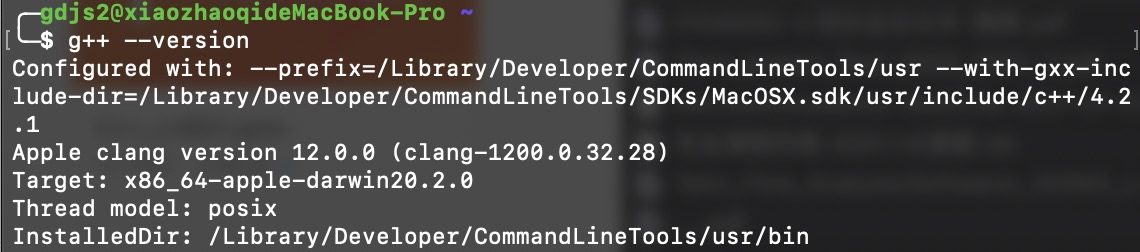 gdjs2@xiaozhaoqideMacBook-Pro ~
$ g++ --version
Configured with: --prefix=/Library/Developer/CommandLineTools/usr --with-gxx-inc
lude-dir=/Library/Developer/CommandLineTools/SDKs/MacOSX.sdk/usr/include/c++/4.2
.1
Apple clang version 12.0.0 (clang-1200.0.32.28)
Target: x86_64-apple-darwin20.2.0
Thread model: posix
InstalledDir: /Library/Developer/CommandLineTools/usr/bin